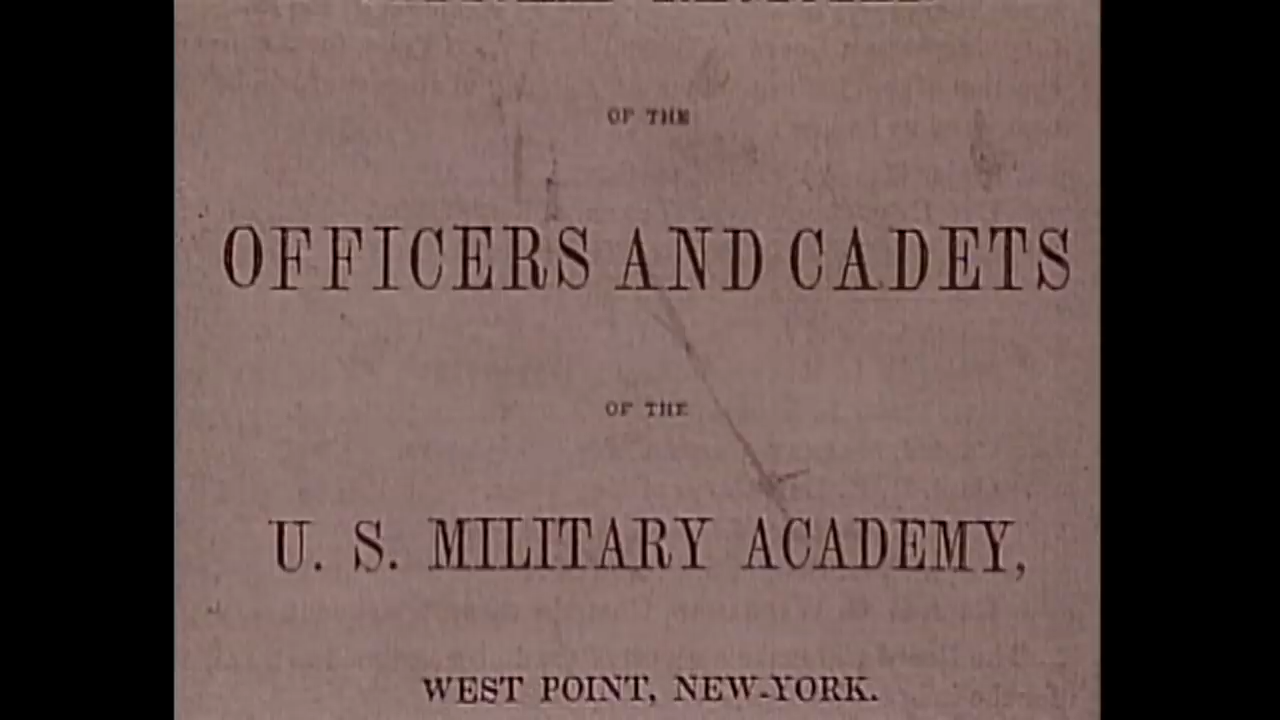 OF THE
OFFICERS AND CADETS
OF THE
U. S. MILITARY ACADEMY,
WEST POINT, NEW-YORK.